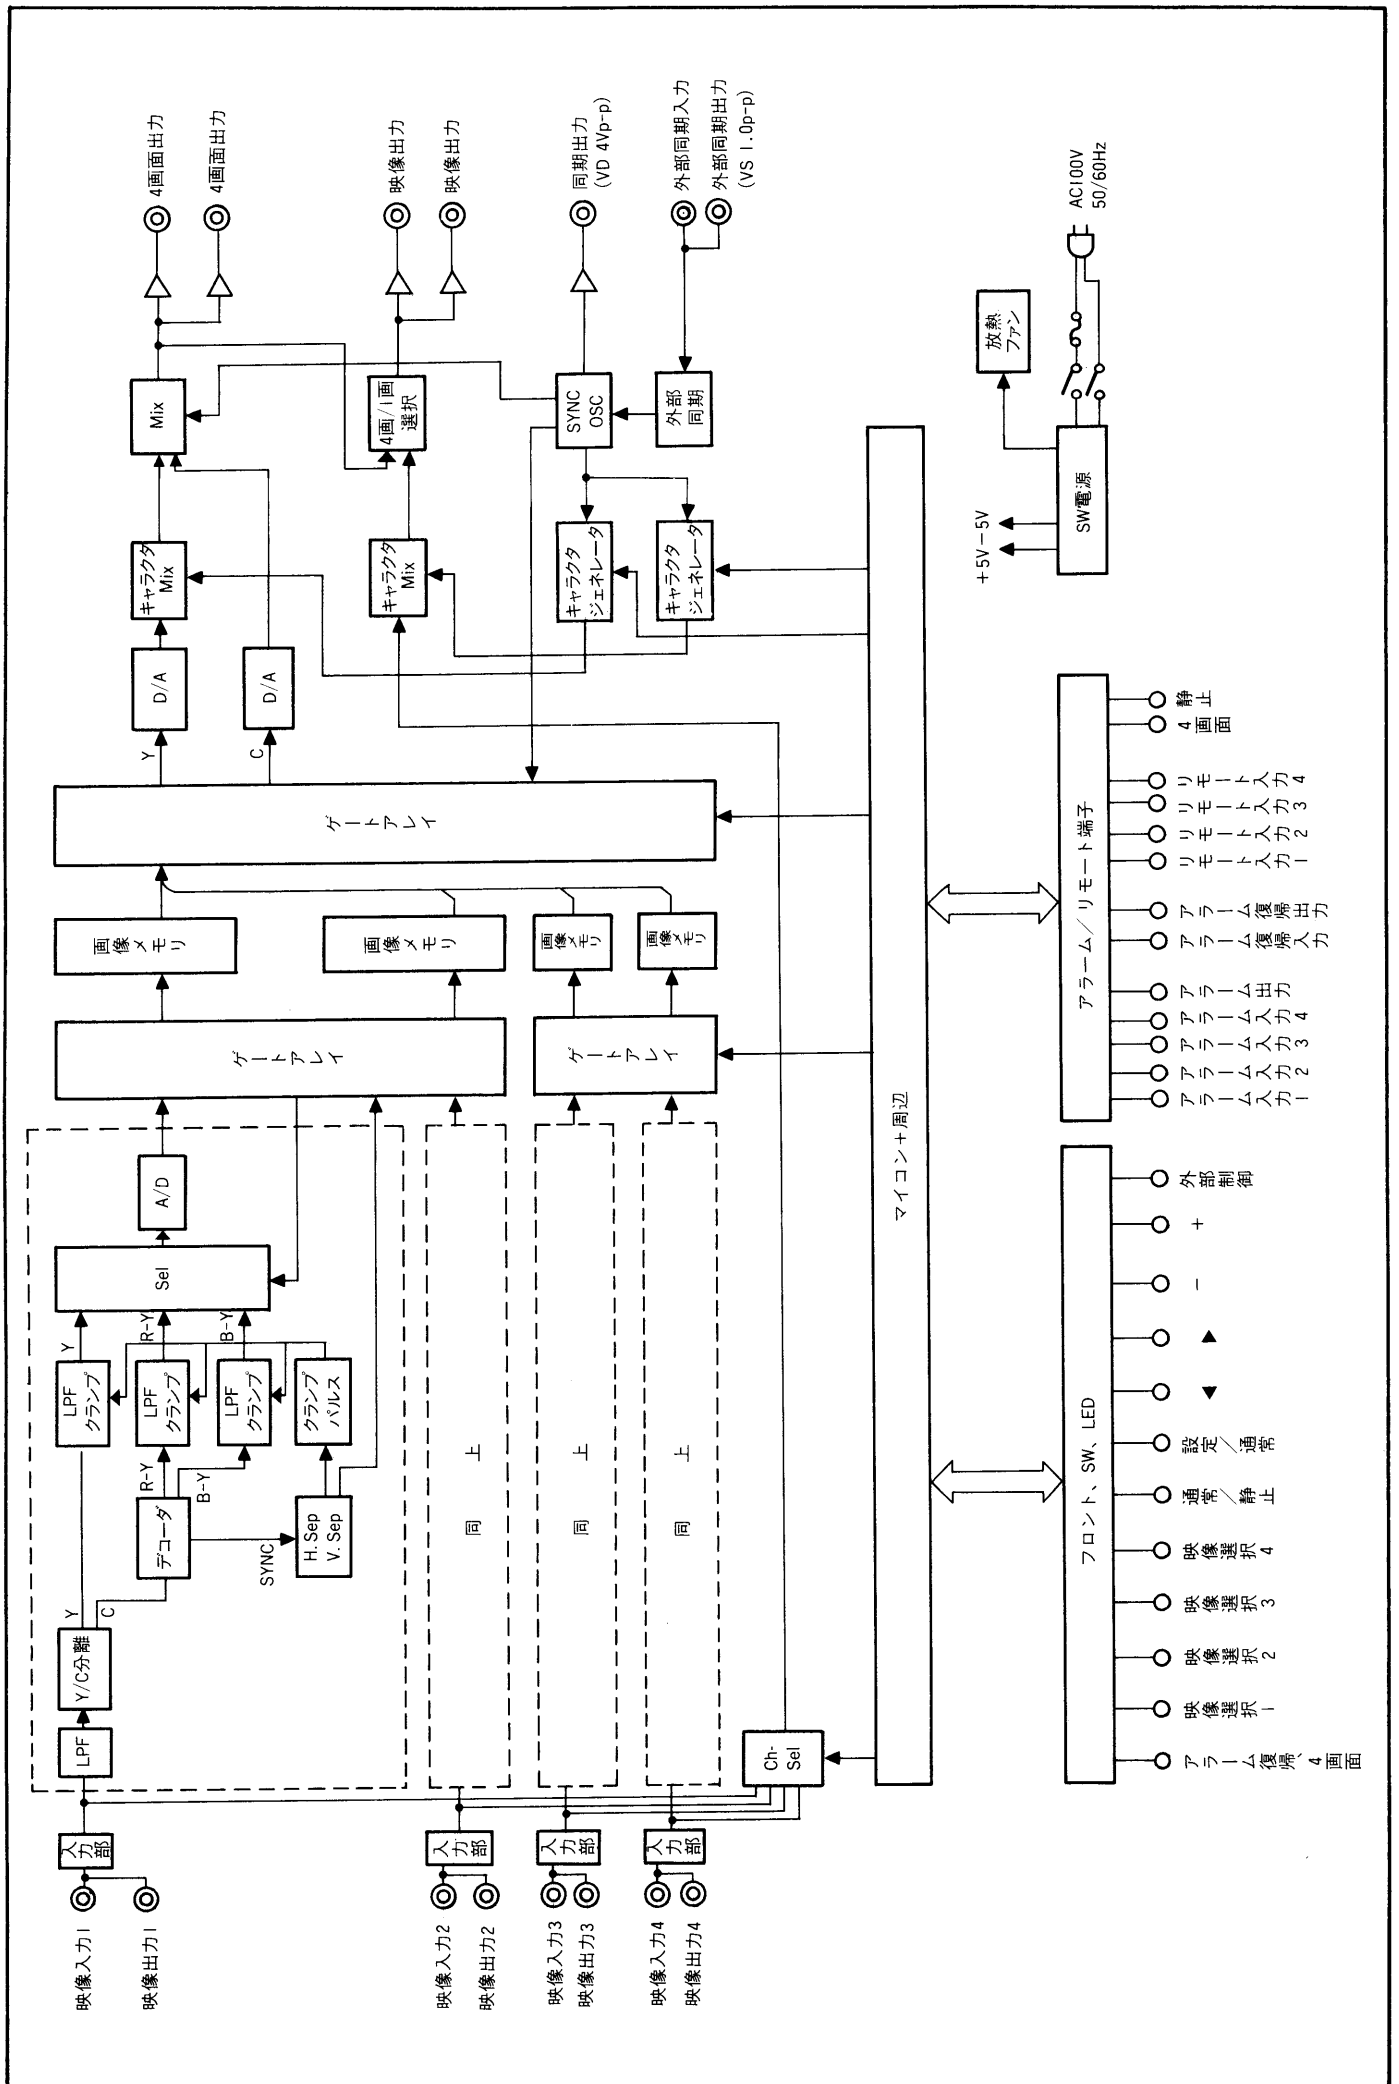 映像入力1
映像出力1
入力部
LPF
Y/C分離
Y
C
デコーダ
R-Y
B-Y
SYNC
H. Sep
V. Sep
LPF
クランプ
LPF
クランプ
LPF
クランプ
クランプ
パルス
Y
R-Y
B-Y
Sel
A/D
ゲートアレイ
画像メモリ
画像メモリ
ゲートアレイ
Y
C
D/A
D/A
キャラクタ
Mix
Mix
4画面出力
4画面出力
映像入力2
映像出力2
入力部
同 上
映像入力3
映像出力3
入力部
同 上
ゲートアレイ
画像メモリ
画像メモリ
映像入力4
映像出力4
入力部
同 上
キャラクタ
Mix
4画/1画
選択
映像出力
映像出力
キャラクタ
ジェネレータ
キャラクタ
ジェネレータ
SYNC
OSC
外部
同期
同期出力
(VD 4Vp-p)
外部同期入力
外部同期出力
(VS 1.0p-p)
Ch-
Sel
マイコン+周辺
フロント、SW、LED
アラーム復帰、4画面
映像選択1
映像選択2
映像選択3
映像選択4
通常/静止
設定/通常
◀
▶
−
+
外部制御
アラーム/リモート端子
アラーム入力1
アラーム入力2
アラーム入力3
アラーム入力4
アラーム出力
アラーム復帰入力
アラーム復帰出力
リモート入力1
リモート入力2
リモート入力3
リモート入力4
4画面
静止
+5V−5V
SW電源
放熱
ファン
AC100V
50/60Hz